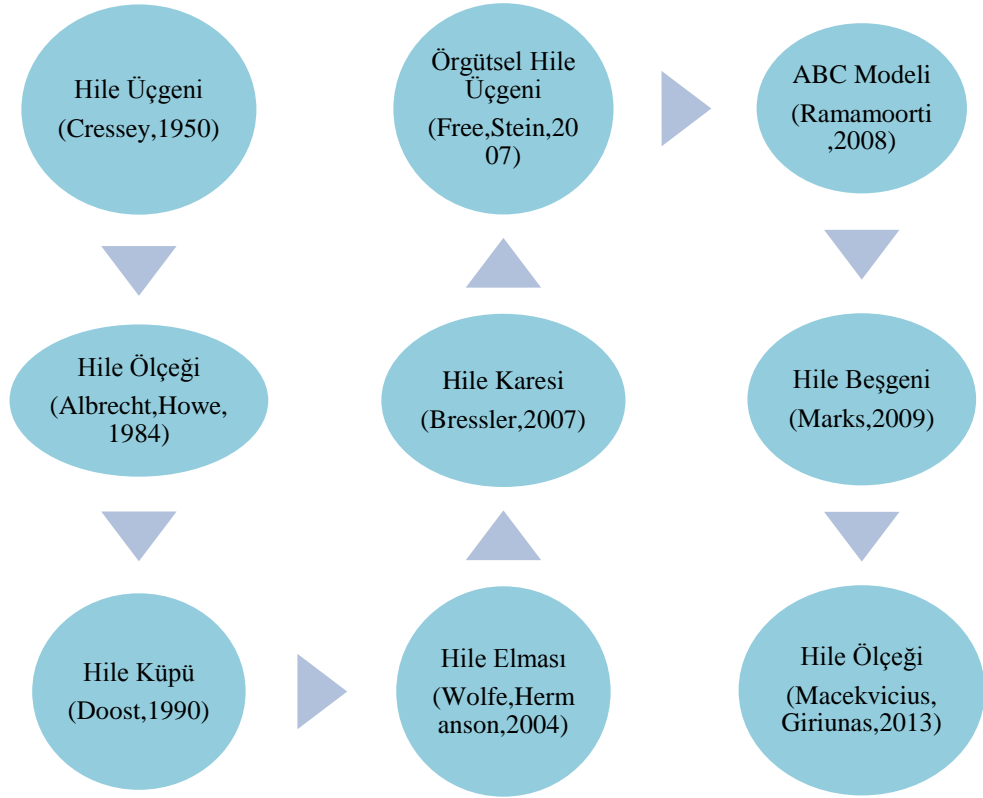 Hile Üçgeni
(Cressey,1950)
Hile Ölçeği
(Albrecht,Howe,
1984)
Hile Küpü
(Doost,1990)
Hile Elması
(Wolfe,Herm
anson,2004)
Hile Karesi
(Bressler,2007)
Örgütsel Hile
Üçgeni
(Free,Stein,20
07)
ABC Modeli
(Ramamoorti
,2008)
Hile Beşgeni
(Marks,2009)
Hile Ölçeği
(Macekvicius,
Giriunas,2013)